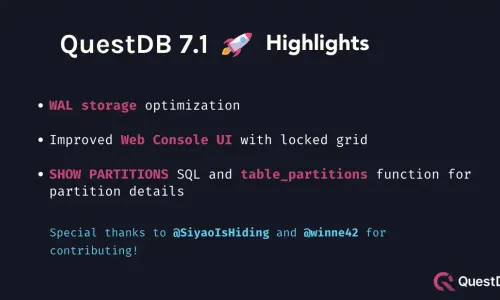 QuestDB 7.1 🚀 Highlights
• WAL storage optimization
• Improved Web Console UI with locked grid
• SHOW PARTITIONS SQL and table_partitions function for
partition details
Special thanks to @SiyaoIsHiding and @winne42 for
contributing!
QuestD